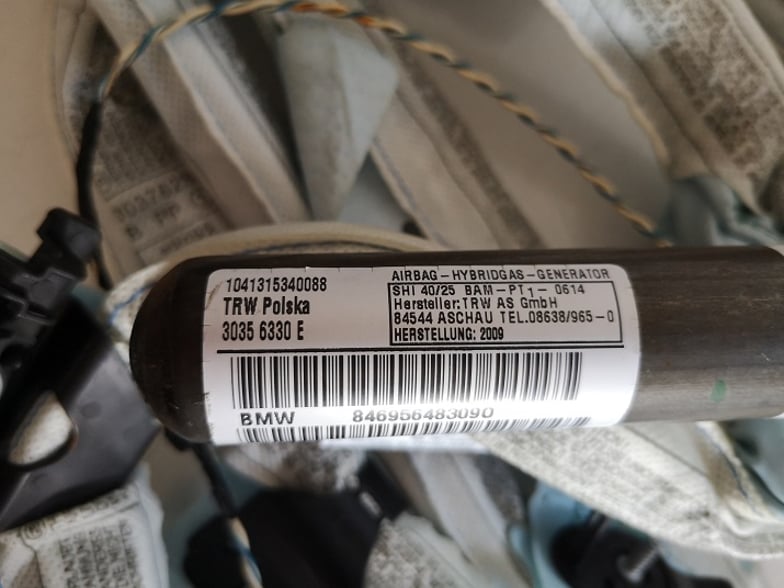 1041315340088
TRW Polska
3035 6330 E
AIRBAG-HYBRIDGAS-GENERATOR
SHI 40/25 BAM-PT1- 0614
Hersteller:TRW AS GmbH
84544 ASCHAU TEL.08638/965-0
HERSTELLUNG: 2009
BMW 846956483090